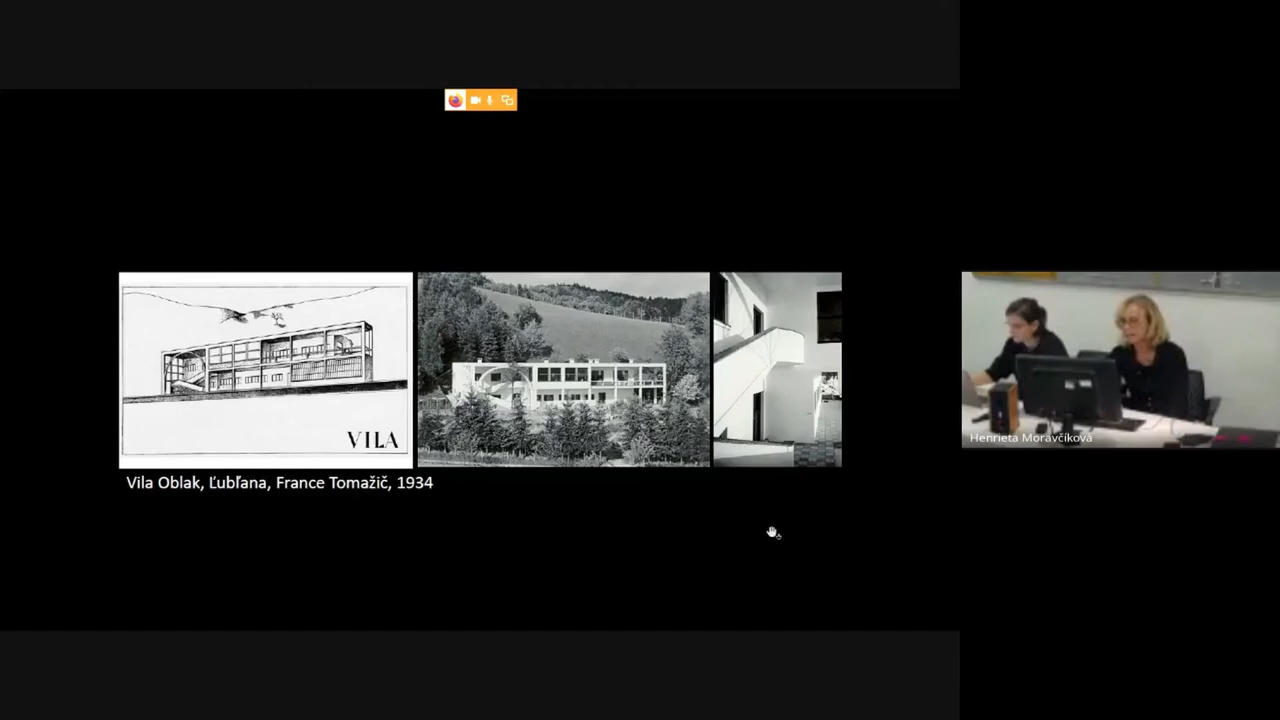 VILA
Vila Oblak, Ľubľana, France Tomažič, 1934
Henrieta Moravčíková